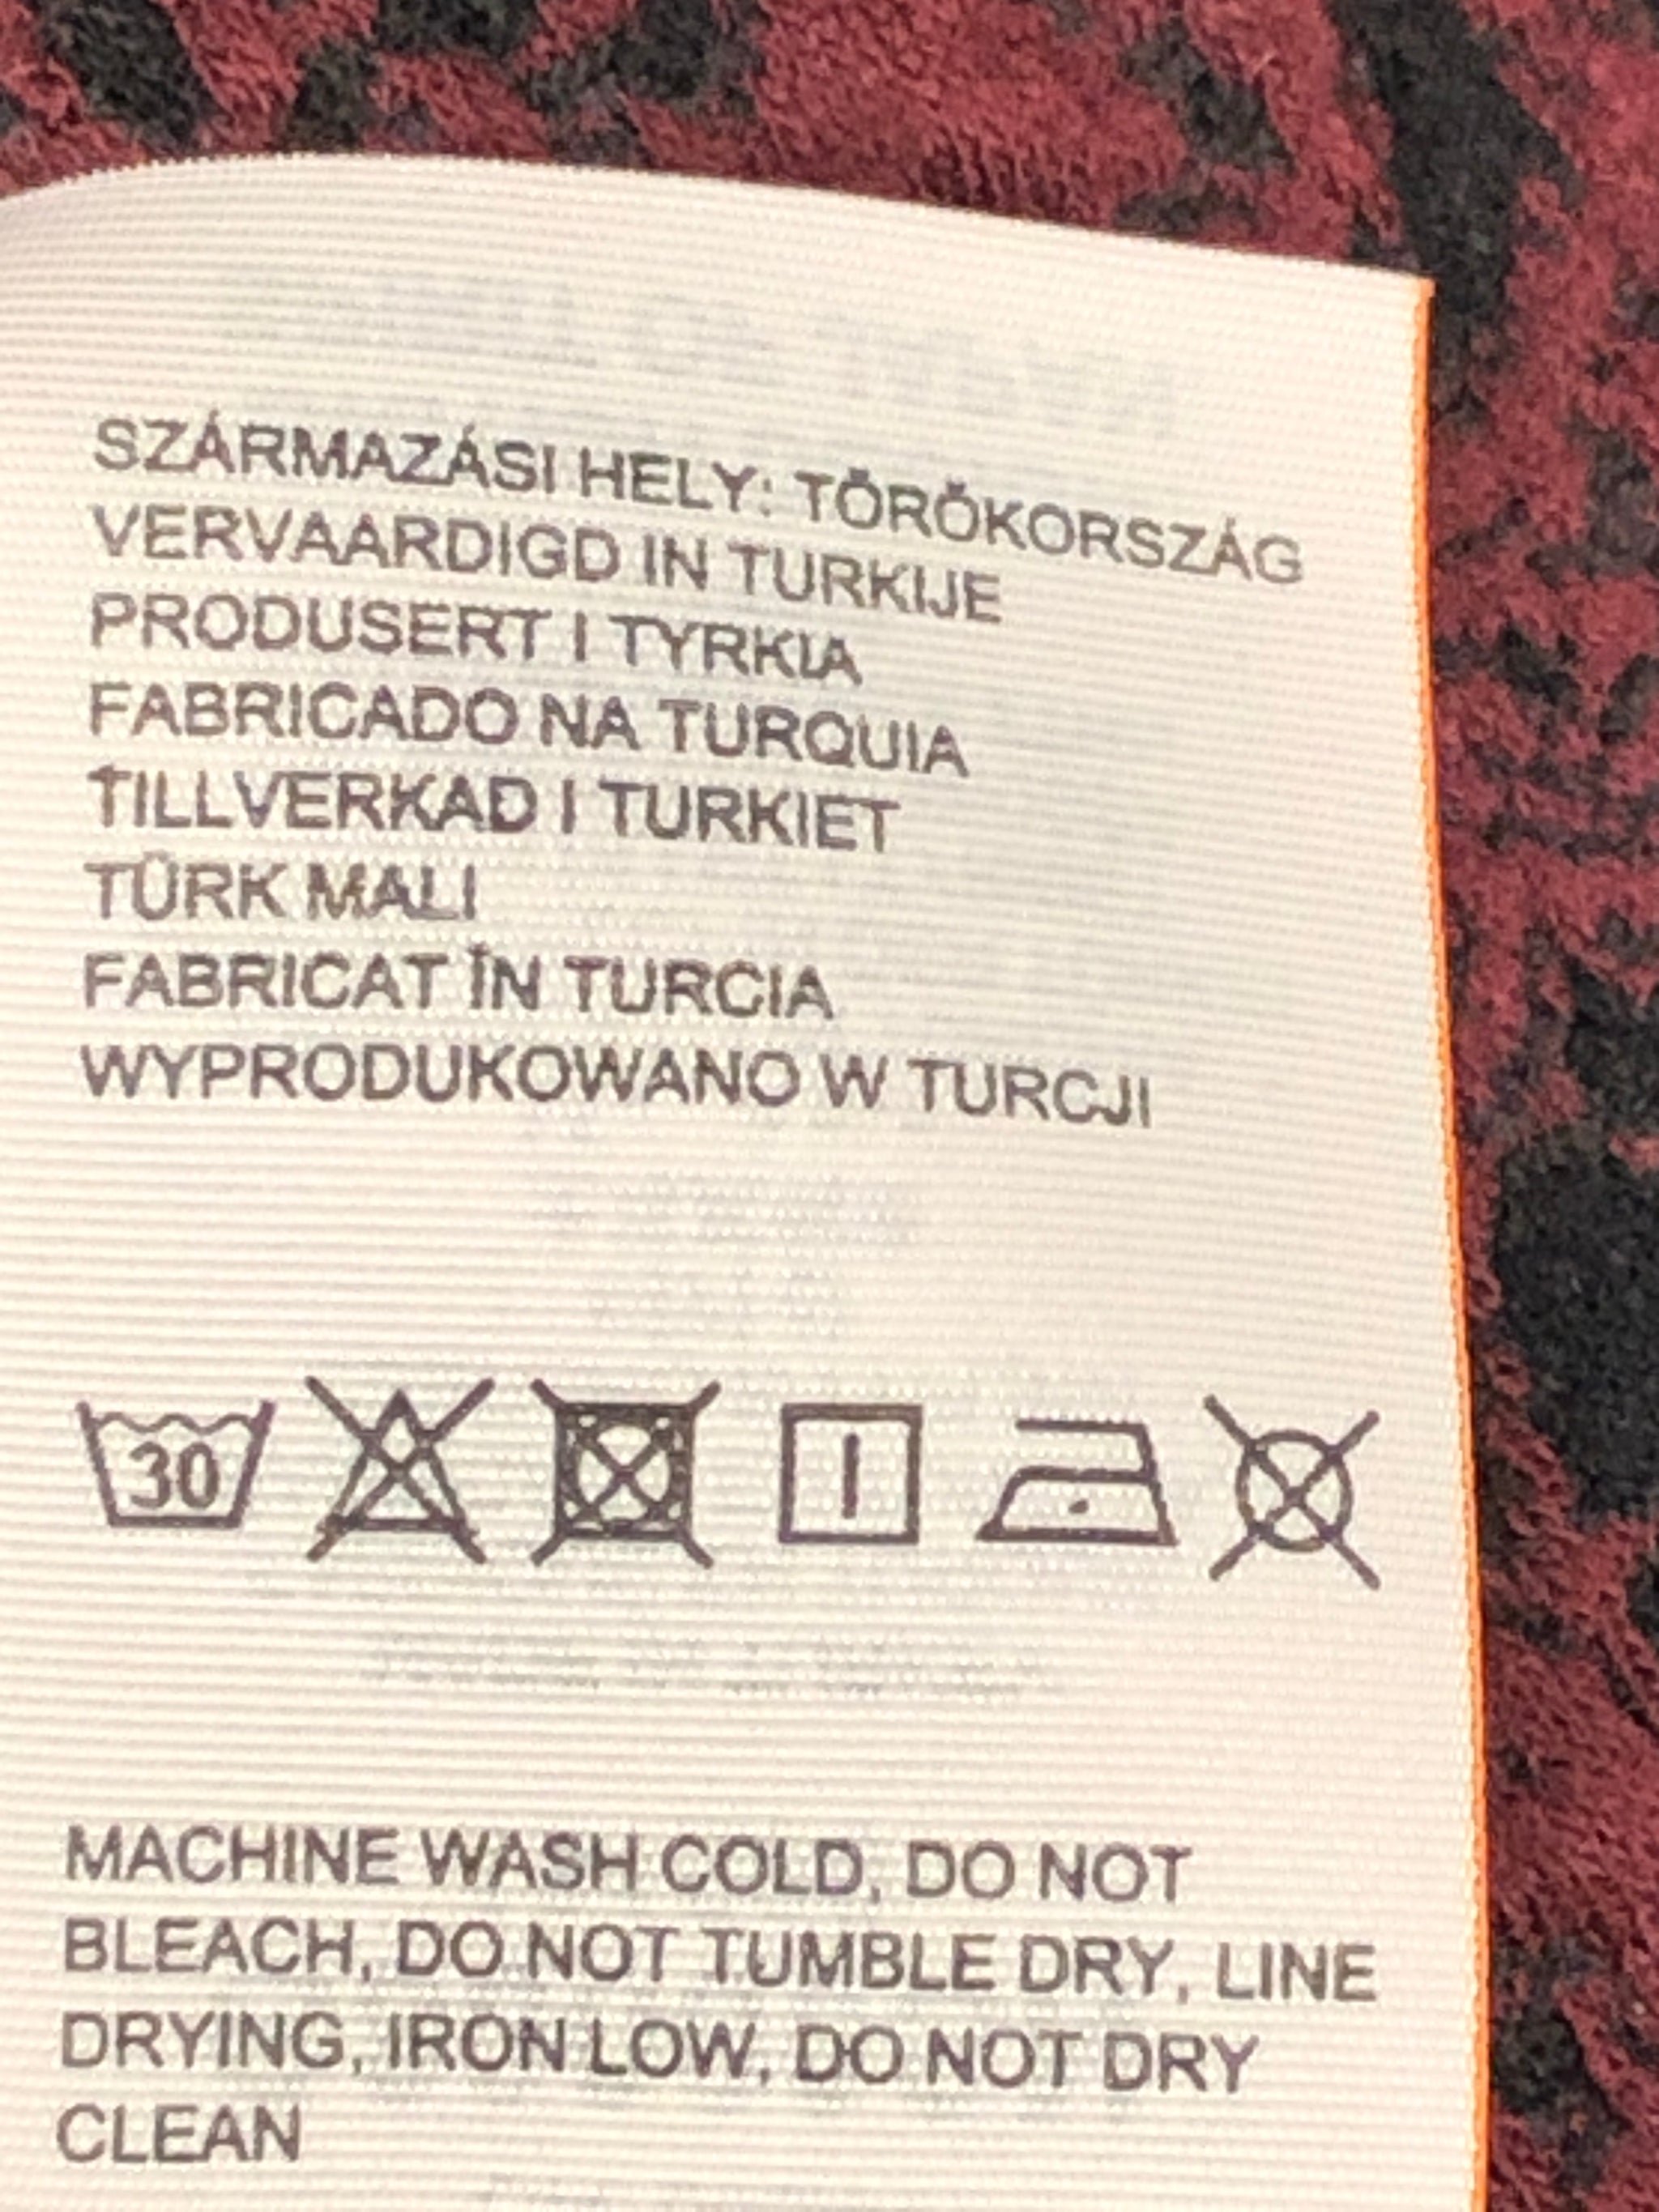 SZÁRMAZÁSI HELY: TÖRÖKORSZÁG
VERVAARDIGD IN TURKIJE
PRODUSERT I TYRKIA
FABRICADO NA TURQUIA
TILLVERKAD I TURKIET
TÜRK MALI
FABRICAT ÎN TURCIA
WYPRODUKOWANO W TURCJI
30
MACHINE WASH COLD, DO NOT
BLEACH, DO NOT TUMBLE DRY, LINE
DRYING, IRON LOW, DO NOT DRY
CLEAN